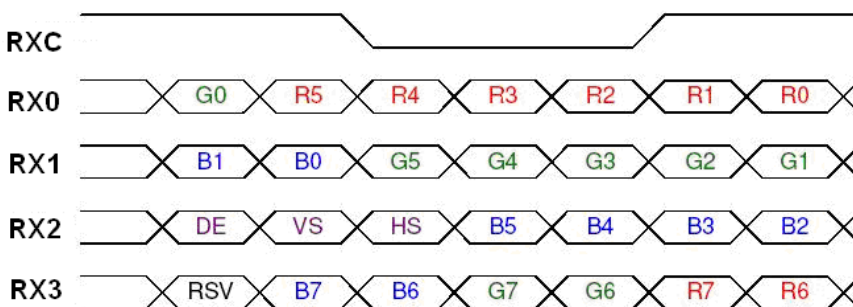 RXC
RX0 G0 R5 R4 R3 R2 R1 R0
RX1 B1 B0 G5 G4 G3 G2 G1
RX2 DE VS HS B5 B4 B3 B2
RX3 RSV B7 B6 G7 G6 R7 R6